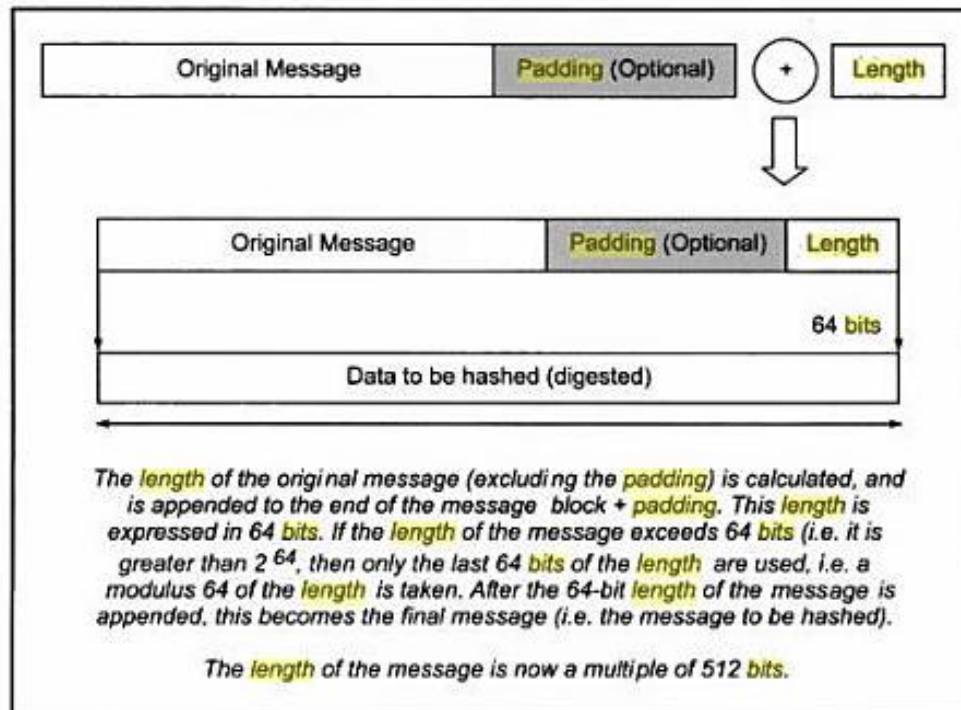 Original Message Padding (Optional) + Length
Original Message Padding (Optional) Length
64 bits
Data to be hashed (digested)
The length of the original message (excluding the padding) is calculated, and
is appended to the end of the message block + padding. This length is
expressed in 64 bits. If the length of the message exceeds 64 bits (i.e. it is
greater than 2 64, then only the last 64 bits of the length are used, i.e. a
modulus 64 of the length is taken. After the 64-bit length of the message is
appended, this becomes the final message (i.e. the message to be hashed).
The length of the message is now a multiple of 512 bits.